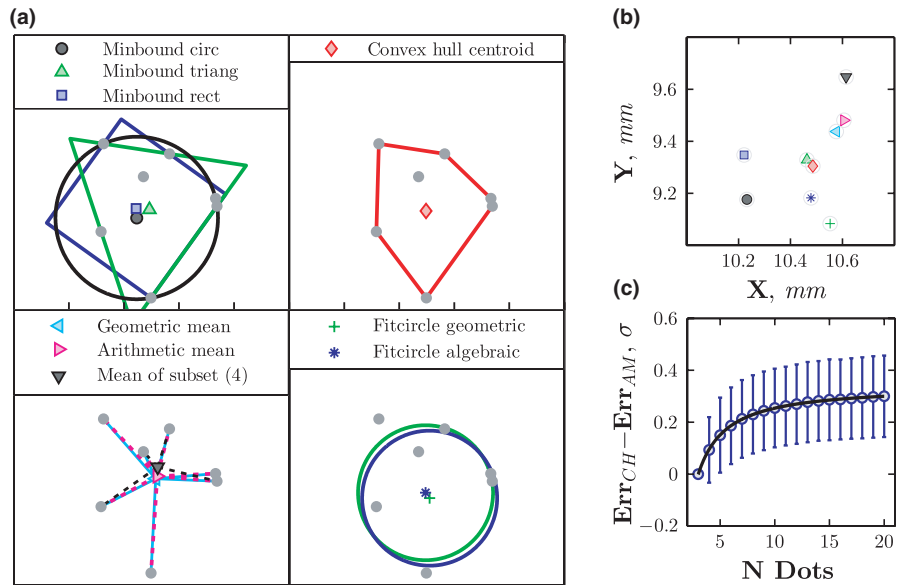 (a)
Minbound circ
Minbound triang
Minbound rect
Convex hull centroid
Geometric mean
Arithmetic mean
Mean of subset (4)
Fitcircle geometric
Fitcircle algebraic
(b)
Y, mm
9.6
9.4
9.2
10.2
10.4
10.6
X, mm
(c)
Err_CH−Err_AM, σ
0.6
0.4
0.2
0
−0.2
5
10
15
20
N Dots